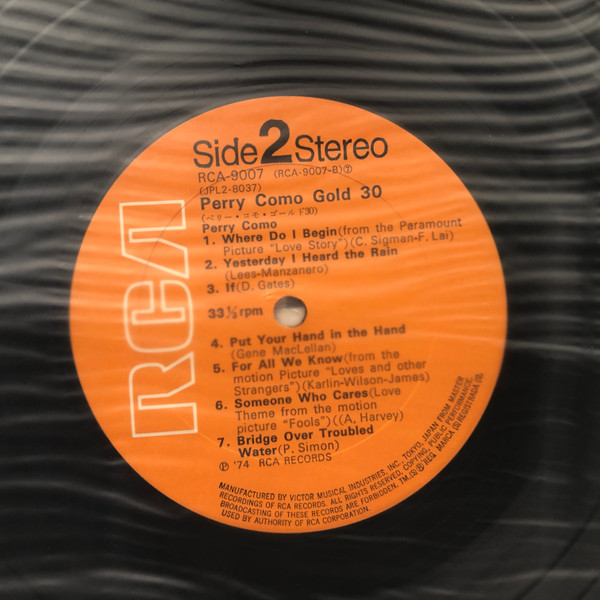 Side 2 Stereo
RCA-9007 (RCA-9007-B)⑦
(JPL2-8037)
Perry Como Gold 30
(ペリー・コモ・ゴールド30)
Perry Como
1. Where Do I Begin(from the Paramount
Picture "Love Story")(C. Sigman-F. Lai)
2. Yesterday I Heard the Rain
(Lees-Manzanero)
3. If(D. Gates)
33⅓rpm
4. Put Your Hand in the Hand
(Gene MacLellan)
5. For All We Know(from the
motion Picture "Loves and other
Strangers")(Karlin-Wilson-James)
6. Someone Who Cares(Love
Theme from the motion
picture "Fools")((A. Harvey)
7. Bridge Over Troubled
Water(P. Simon)
Ⓟ '74 RCA RECORDS
MANUFACTURED BY VICTOR MUSICAL INDUSTRIES, INC. TOKYO, JAPAN FROM MASTER
RECORDINGS OF RCA RECORDS. ALL RIGHTS RESERVED. COPYING, PUBLIC PERFORMANCE,
BROADCASTING OF THESE RECORDS ARE FORBIDDEN. TM.(S)® REG. MARCA (S) REGISTRADA (S).
USED BY AUTHORITY OF RCA CORPORATION.
RCA